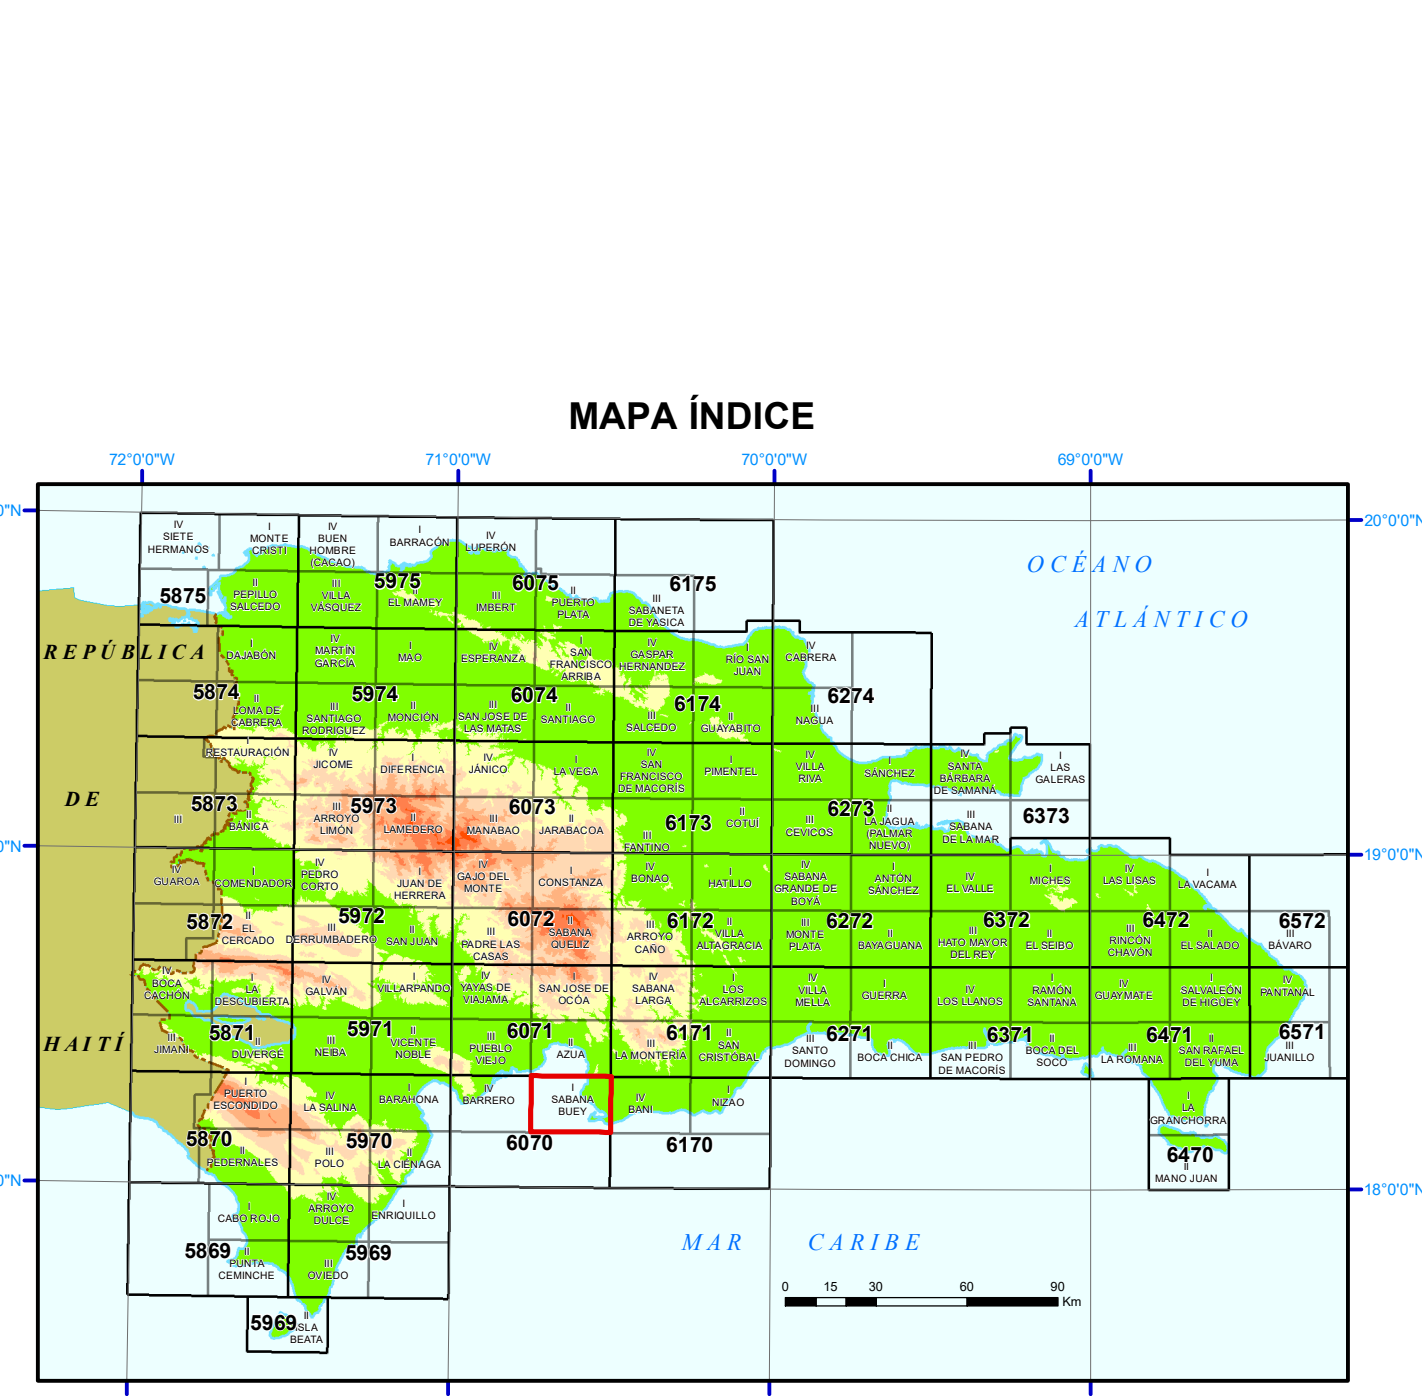 MAPA ÍNDICE
72°0'0"W
71°0'0"W
70°0'0"W
69°0'0"W
0"N
20°0'0"N
OCÉANO
ATLÁNTICO
IV
SIETE
HERMANOS
I
MONTE
CRISTI
IV
BUEN
HOMBRE
(CACAO)
I
BARRACÓN
IV
LUPERÓN
5875
II
PEPILLO
SALCEDO
III
VILLA
VÁSQUEZ
5975
II
EL MAMEY
III
IMBERT
6075
II
PUERTO
PLATA
III
SABANETA
DE YASICA
6175
REPÚBLICA
I
DAJABÓN
IV
MARTÍN
GARCÍA
I
MAO
IV
ESPERANZA
I
SAN
FRANCISCO
ARRIBA
IV
GASPAR
HERNANDEZ
I
RÍO SAN
JUAN
IV
CABRERA
5874
II
LOMA DE
CABRERA
5974
III
SANTIAGO
RODRIGUEZ
II
MONCIÓN
III
SAN JOSE DE
LAS MATAS
6074
II
SANTIAGO
III
SALCEDO
6174
II
GUAYABITO
III
NAGUA
6274
I
RESTAURACIÓN
IV
JICOME
I
DIFERENCIA
IV
JÁNICO
I
LA VEGA
IV
SAN
FRANCISCO
DE MACORÍS
I
PIMENTEL
IV
VILLA
RIVA
I
SÁNCHEZ
IV
SANTA
BÁRBARA
DE SAMANÁ
I
LAS
GALERAS
DE
III
5873
II
BÁNICA
III
ARROYO
LIMÓN
5973
II
LAMEDERO
III
MANABAO
6073
II
JARABACOA
III
FANTINO
6173
II
COTUÍ
III
CEVICOS
6273
II
LA JAGUA
(PALMAR
NUEVO)
III
SABANA
DE LA MAR
6373
0"N
19°0'0"N
IV
GUAROA
I
COMENDADOR
IV
PEDRO
CORTO
I
JUAN DE
HERRERA
IV
GAJO DEL
MONTE
I
CONSTANZA
IV
BONAO
I
HATILLO
IV
SABANA
GRANDE DE
BOYÁ
I
ANTÓN
SÁNCHEZ
IV
EL VALLE
I
MICHES
IV
LAS LISAS
I
LA VACAMA
5872
II
EL
CERCADO
III
DERRUMBADERO
5972
II
SAN JUAN
III
PADRE LAS
CASAS
6072
II
SABANA
QUELIZ
III
ARROYO
CAÑO
6172
II
VILLA
ALTAGRACIA
III
MONTE
PLATA
6272
II
BAYAGUANA
III
HATO MAYOR
DEL REY
6372
II
EL SEIBO
III
RINCÓN
CHAVÓN
6472
II
EL SALADO
6572
III
BÁVARO
IV
BOCA
CACHÓN
I
LA
DESCUBIERTA
IV
GALVÁN
I
VILLARPANDO
IV
YAYAS DE
VIAJAMA
I
SAN JOSE DE
OCÓA
IV
SABANA
LARGA
I
LOS
ALCARRIZOS
IV
VILLA
MELLA
I
GUERRA
IV
LOS LLANOS
I
RAMÓN
SANTANA
IV
GUAYMATE
I
SALVALEÓN
DE HIGÜEY
IV
PANTANAL
HAITÍ
III
JIMANÍ
5871
II
DUVERGÉ
III
NEIBA
5971
II
VICENTE
NOBLE
III
PUEBLO
VIEJO
6071
II
AZUA
III
LA MONTERÍA
6171
II
SAN
CRISTÓBAL
III
SANTO
DOMINGO
6271
II
BOCA CHICA
III
SAN PEDRO
DE MACORÍS
6371
II
BOCA DEL
SOCO
III
LA ROMANA
6471
II
SAN RAFAEL
DEL YUMA
6571
III
JUANILLO
I
PUERTO
ESCONDIDO
IV
LA SALINA
I
BARAHONA
IV
BARRERO
I
SABANA
BUEY
IV
BANI
I
NIZAO
I
LA
GRANCHORRA
5870
II
PEDERNALES
5970
III
POLO
II
LA CIENAGA
6070
6170
6470
II
MANO JUAN
0"N
18°0'0"N
I
CABO ROJO
IV
ARROYO
DULCE
I
ENRIQUILLO
MAR CARIBE
5869
II
PUNTA
CEMINCHE
III
OVIEDO
5969
0 15 30 60 90
Km
5969
II
ISLA
BEATA